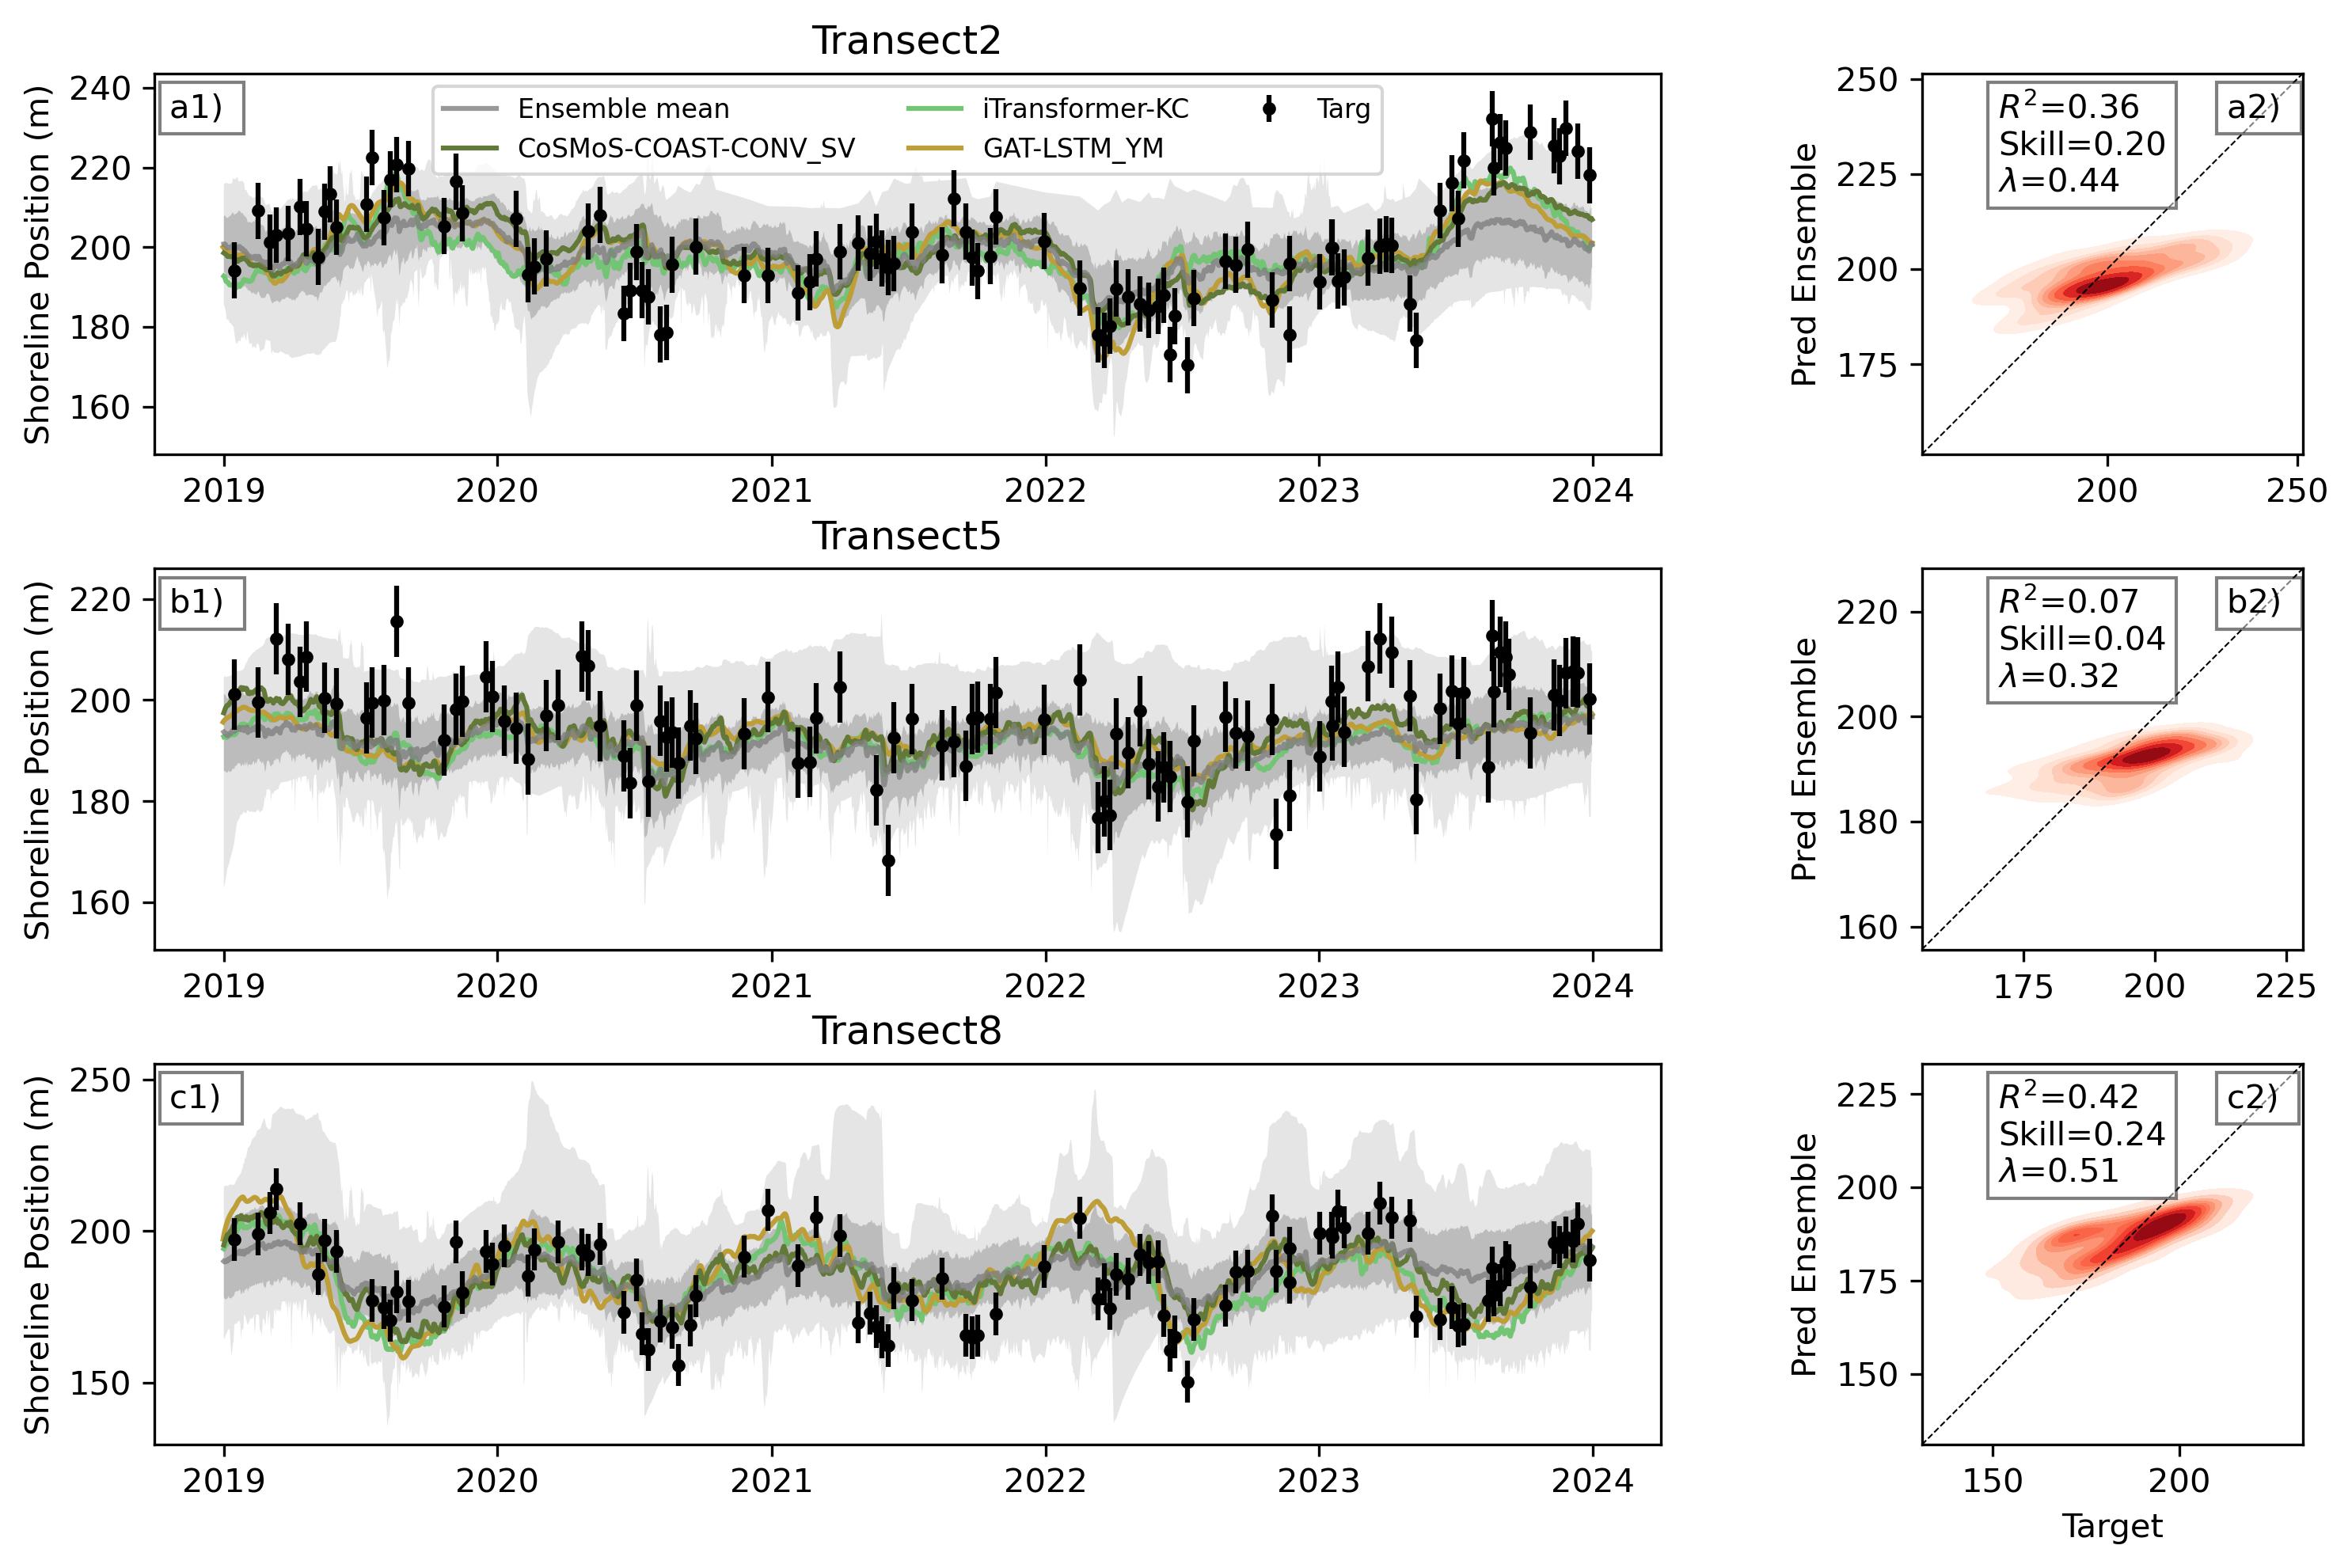 Transect2
Shoreline Position (m)
240
220
200
180
160
a1)
Ensemble mean
CoSMoS-COAST-CONV_SV
iTransformer-KC
GAT-LSTM_YM
Targ
2019 2020 2021 2022 2023 2024
Pred Ensemble
250
225
200
175
R²=0.36
Skill=0.20
λ=0.44
a2)
200 250
Transect5
Shoreline Position (m)
220
200
180
160
b1)
2019 2020 2021 2022 2023 2024
Pred Ensemble
220
200
180
160
R²=0.07
Skill=0.04
λ=0.32
b2)
175 200 225
Transect8
Shoreline Position (m)
250
200
150
c1)
2019 2020 2021 2022 2023 2024
Pred Ensemble
225
200
175
150
R²=0.42
Skill=0.24
λ=0.51
c2)
150 200
Target